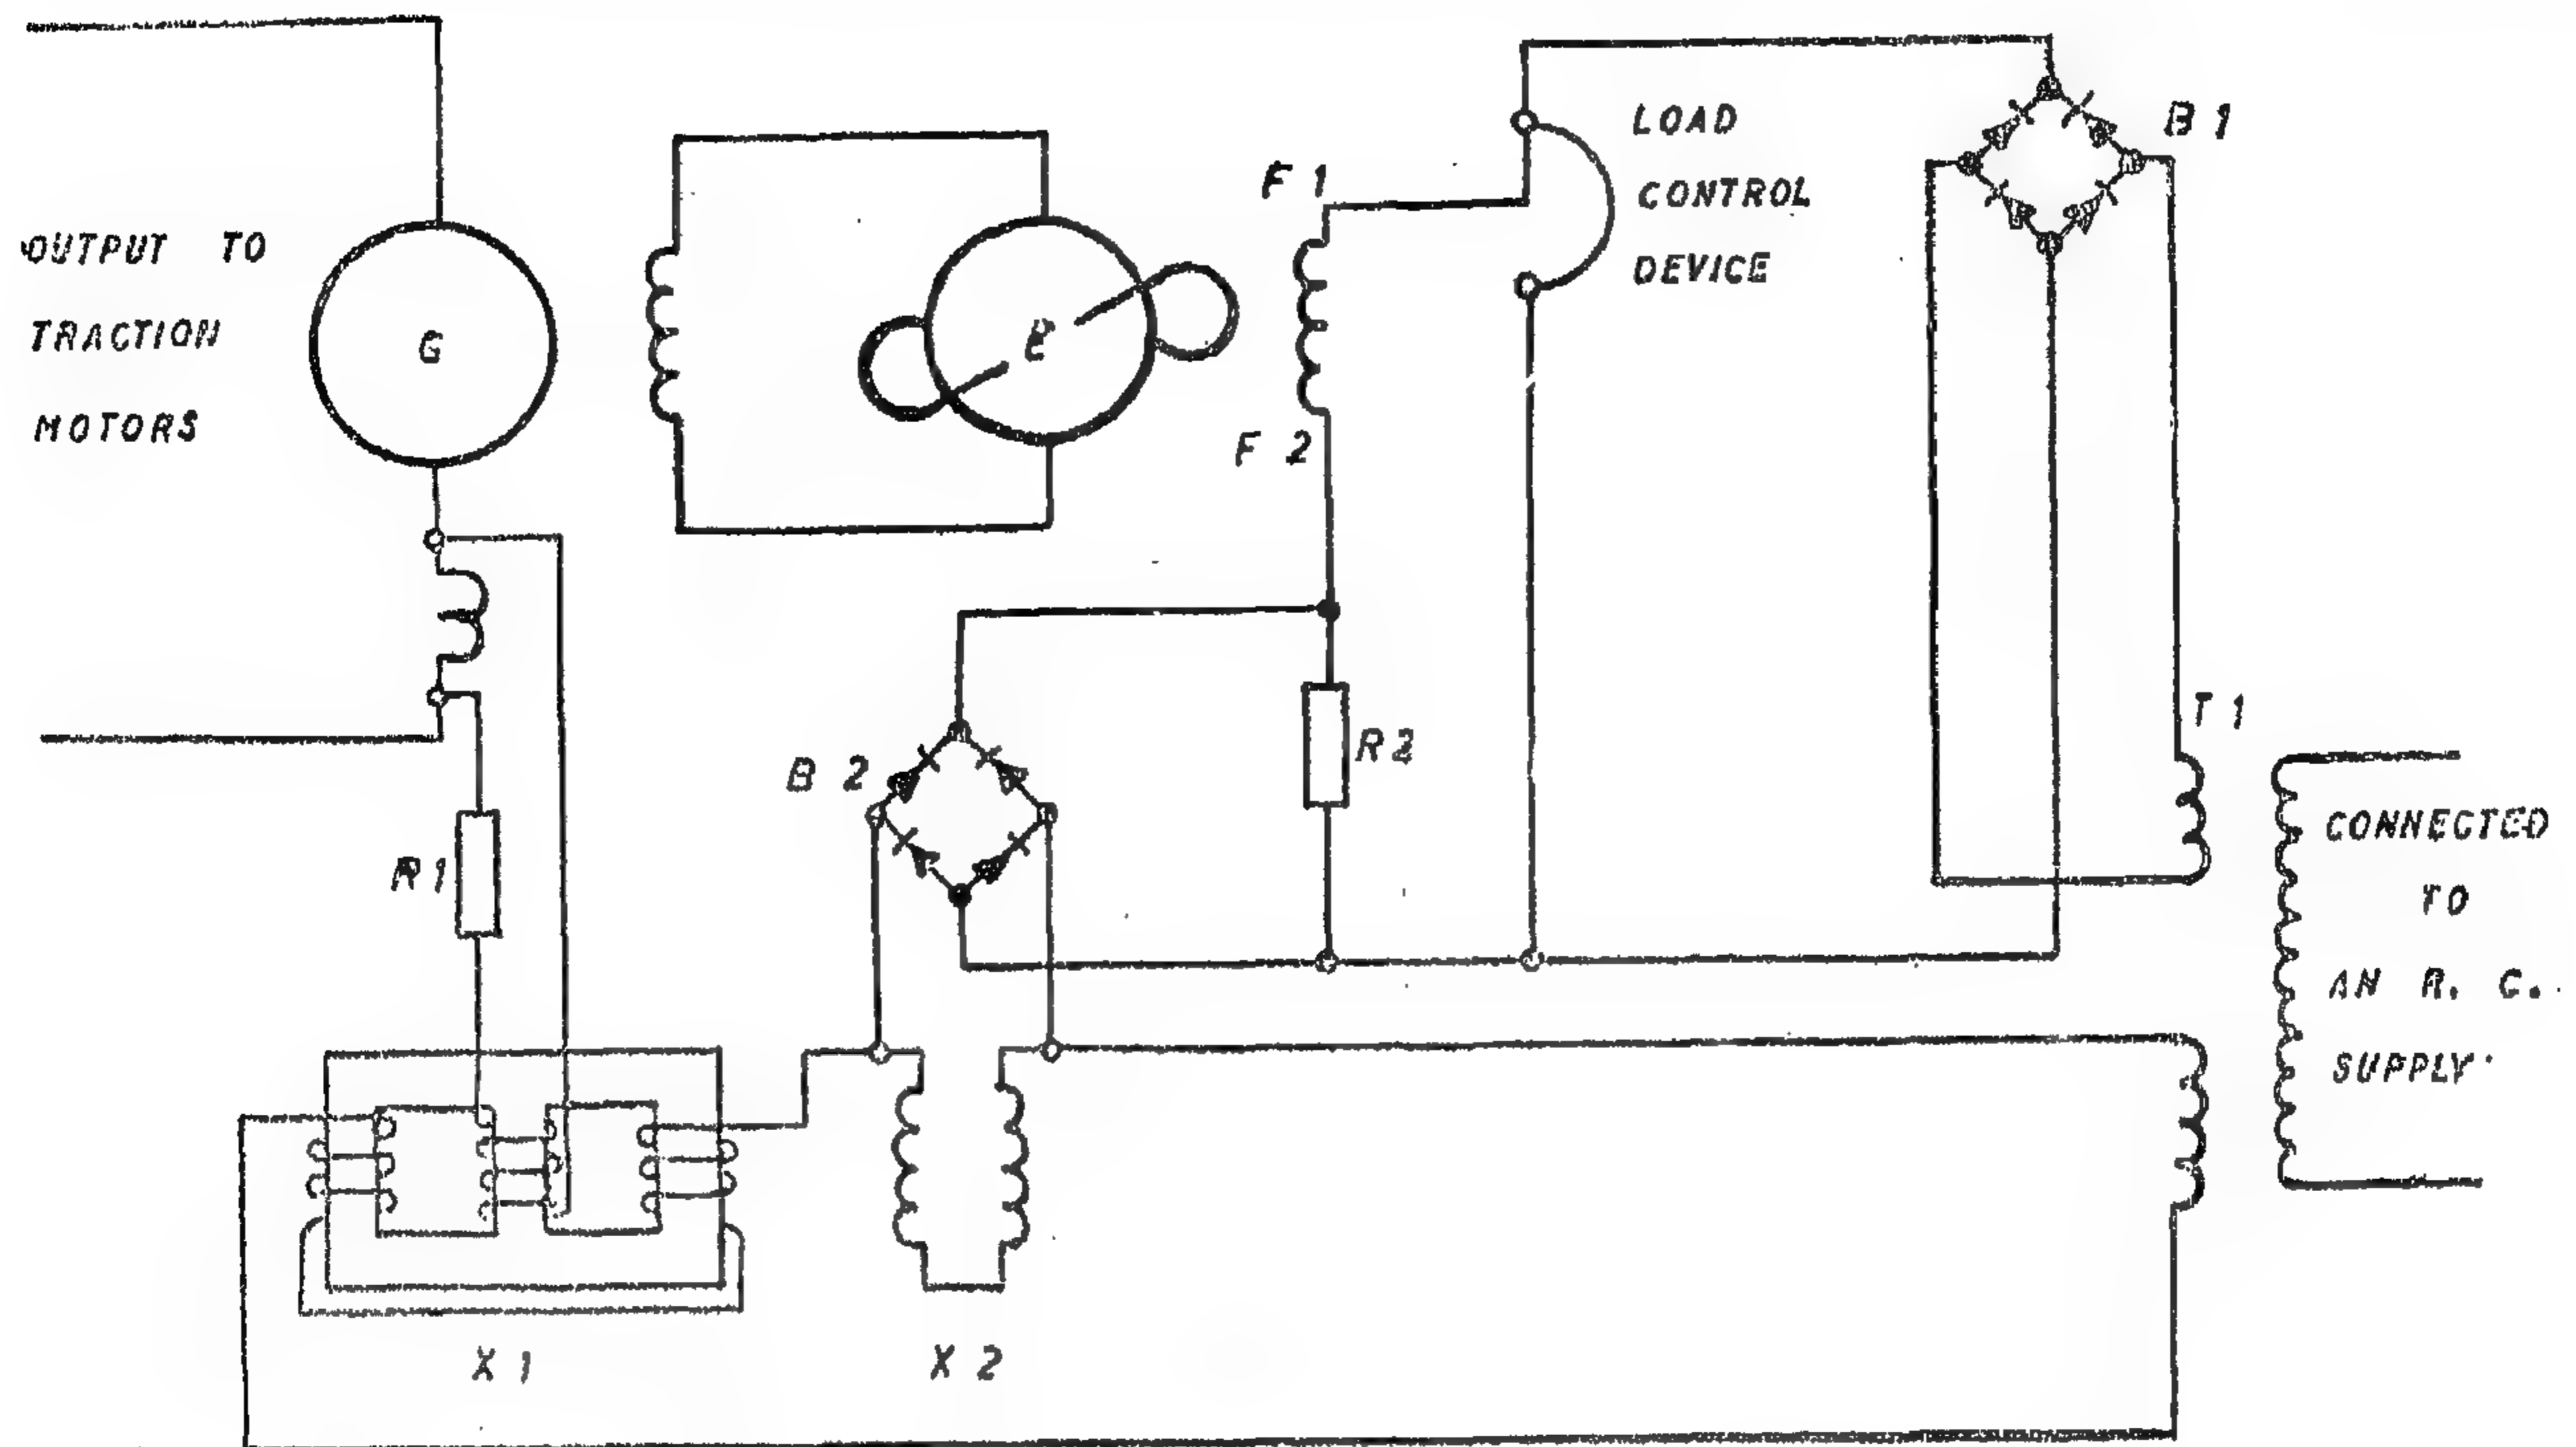 OUTPUT TO
TRACTION
MOTORS
G
E
F 1
F 2
LOAD
CONTROL
DEVICE
B 1
B 2
R 2
R 1
T 1
CONNECTED
TO
AN A. C.
SUPPLY
X 1
X 2